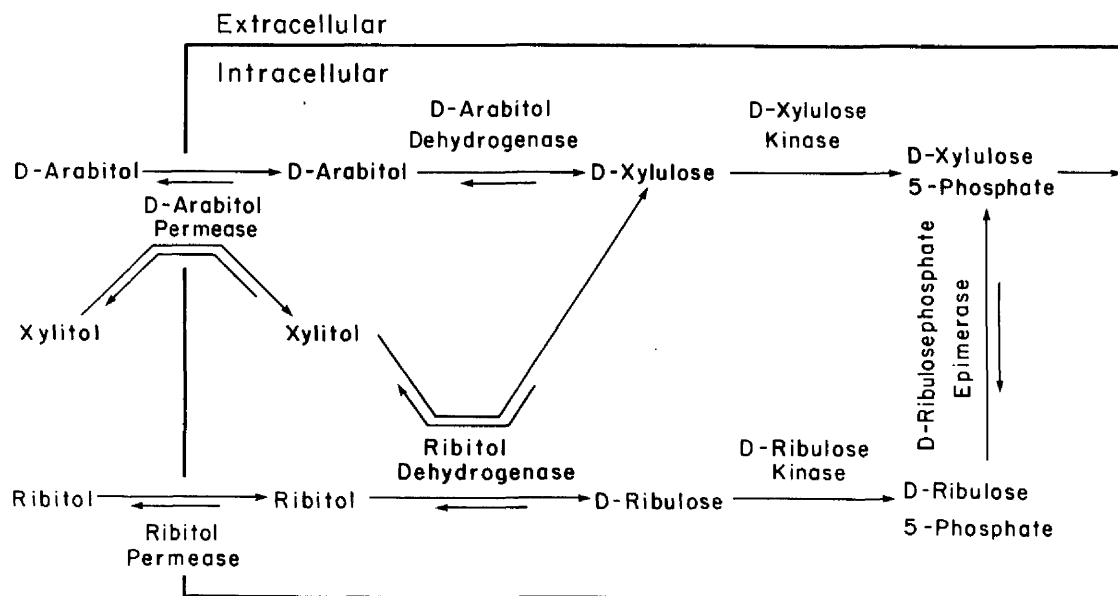 Extracellular
Intracellular
D-Arabitol
Dehydrogenase
D-Xylulose
Kinase
D-Arabitol
D-Arabitol
D-Xylulose
D-Xylulose
5-Phosphate
D-Arabitol
Permease
Xylitol
Xylitol
D-Ribulosephosphate
Epimerase
Ribitol
Dehydrogenase
D-Ribulose
Kinase
Ribitol
Ribitol
D-Ribulose
D-Ribulose
5-Phosphate
Ribitol
Permease